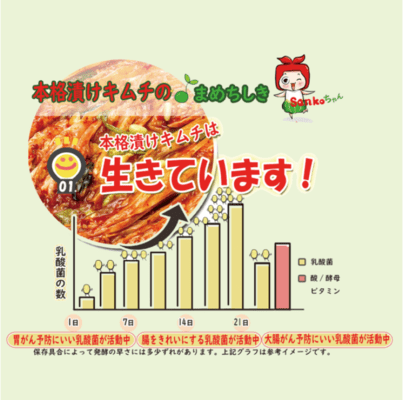 本格漬けキムチの まめちしき
Sonkoちゃん
本格漬けキムチは
01.
生きています!
乳酸菌の数
乳酸菌
酸/酵母
ビタミン
1日 7日 14日 21日
胃がん予防にいい乳酸菌が活動中 腸をきれいにする乳酸菌が活動中 大腸がん予防にいい乳酸菌が活動中
保存具合によって発酵の早さには多少ずれがあります。上記グラフは参考イメージです。